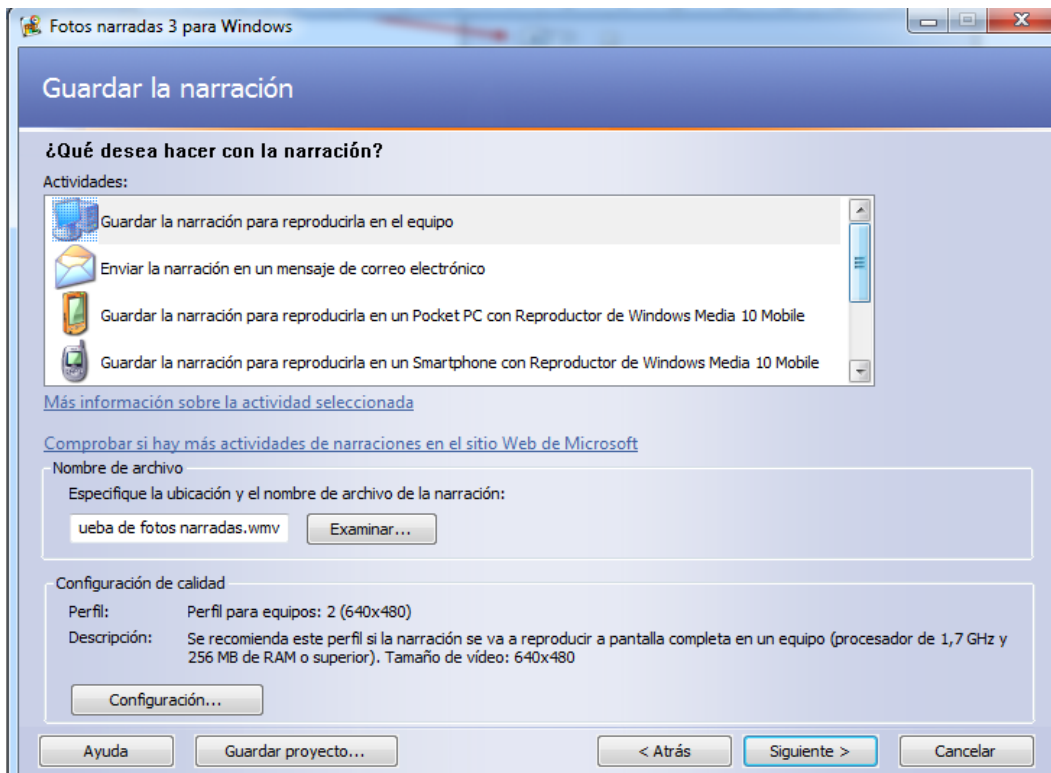 Fotos narradas 3 para Windows
Guardar la narración
¿Qué desea hacer con la narración?
Actividades:
Guardar la narración para reproducirla en el equipo
Enviar la narración en un mensaje de correo electrónico
Guardar la narración para reproducirla en un Pocket PC con Reproductor de Windows Media 10 Mobile
Guardar la narración para reproducirla en un Smartphone con Reproductor de Windows Media 10 Mobile
Más información sobre la actividad seleccionada
Comprobar si hay más actividades de narraciones en el sitio Web de Microsoft
Nombre de archivo
Especifique la ubicación y el nombre de archivo de la narración:
ueba de fotos narradas.wmv
Examinar...
Configuración de calidad
Perfil: Perfil para equipos: 2 (640x480)
Descripción: Se recomienda este perfil si la narración se va a reproducir a pantalla completa en un equipo (procesador de 1,7 GHz y
256 MB de RAM o superior). Tamaño de vídeo: 640x480
Configuración...
Ayuda
Guardar proyecto...
< Atrás
Siguiente >
Cancelar